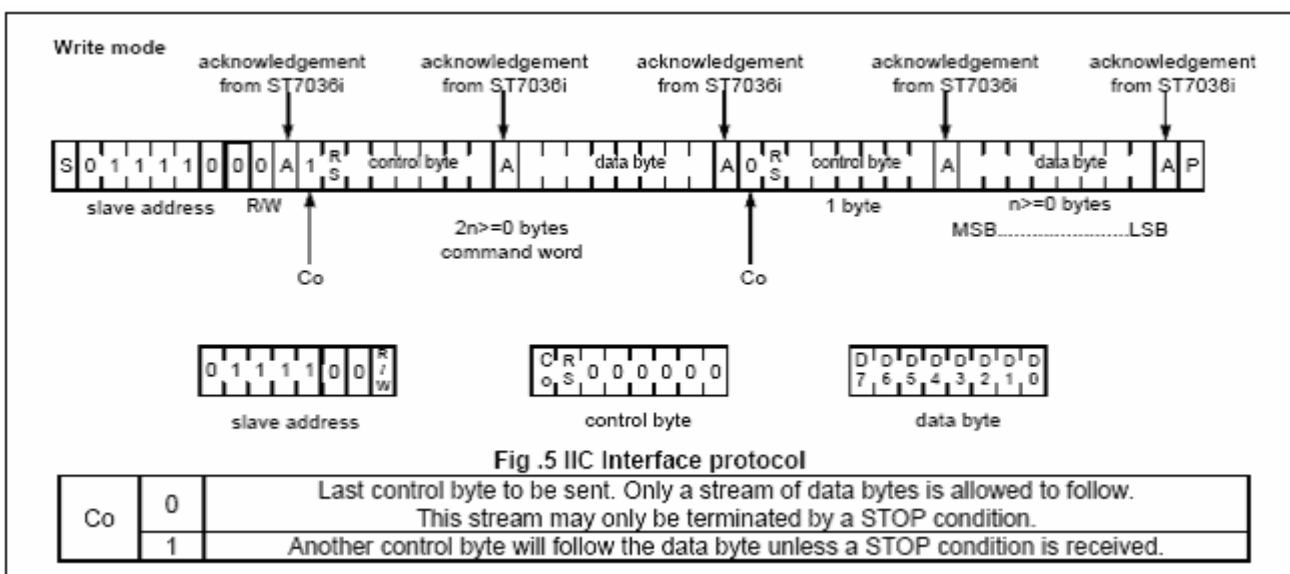 Write mode
acknowledgement acknowledgement acknowledgement acknowledgement acknowledgement
from ST7036i from ST7036i from ST7036i from ST7036i from ST7036i
S 0 1 1 1 1 0 0 0 A 1 RS control byte A data byte A 0 RS control byte A data byte A P
slave address R/W 1 byte n>=0 bytes
2n>=0 bytes MSB.........................LSB
command word
Co Co
0 1 1 1 1 0 0 R/W Co RS 0 0 0 0 0 0 D7 D6 D5 D4 D3 D2 D1 D0
slave address control byte data byte
Fig .5 IIC Interface protocol
Co 0 Last control byte to be sent. Only a stream of data bytes is allowed to follow.
This stream may only be terminated by a STOP condition.
1 Another control byte will follow the data byte unless a STOP condition is received.